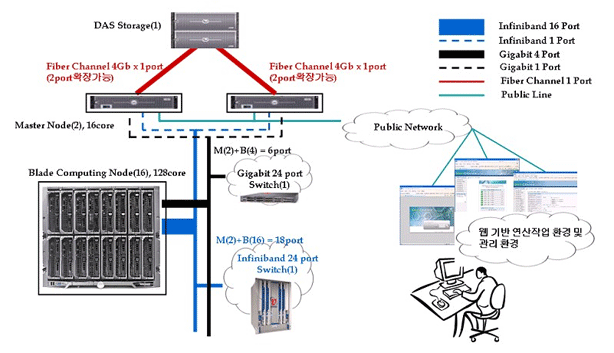 DAS Storage(1)
Infiniband 16 Port
Infiniband 1 Port
Gigabit 4 Port
Gigabit 1 Port
Fiber Channel 1 Port
Public Line
Fiber Channel 4Gb x 1port
(2port확장가능)
Fiber Channel 4Gb x 1port
(2port확장가능)
Master Node(2), 16core
Public Network
Blade Computing Node(16), 128core
M(2)+B(4) = 6port
Gigabit 24 port
Switch(1)
M(2)+B(16) = 18port
Infiniband 24 port
Switch(1)
웹 기반 연산작업 환경 및
관리 환경